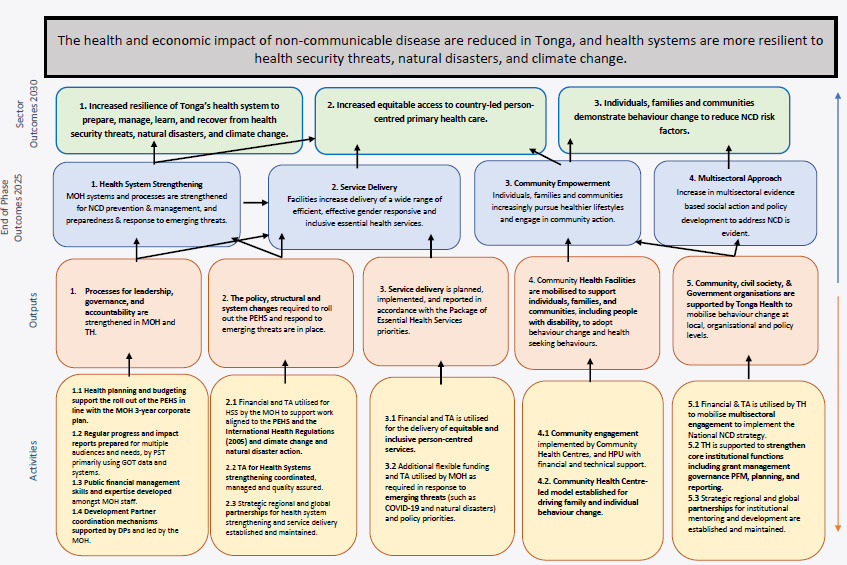 The health and economic impact of non-communicable disease are reduced in Tonga, and health systems are more resilient to
health security threats, natural disasters, and climate change.
Sector
Outcomes 2030
1. Increased resilience of Tonga's health system to
prepare, manage, learn, and recover from health
security threats, natural disasters, and climate change.
2. Increased equitable access to country-led person-
centred primary health care.
3. Individuals, families and communities
demonstrate behaviour change to reduce NCD risk
factors.
End of Phase
Outcomes 2025
1. Health System Strengthening
MOH systems and processes are strengthened
for NCD prevention & management, and
preparedness & response to emerging threats.
2. Service Delivery
Facilities increase delivery of a wide range of
efficient, effective gender responsive and
inclusive essential health services.
3. Community Empowerment
Individuals, families and communities
increasingly pursue healthier lifestyles
and engage in community action.
4. Multisectoral Approach
Increase in multisectoral evidence
based social action and policy
development to address NCD is
evident.
Outputs
1. Processes for leadership,
governance, and
accountability are
strengthened in MOH and
TH.
2. The policy, structural and
system changes required to roll
out the PEHS and respond to
emerging threats are in place.
3. Service delivery is planned,
implemented, and reported in
accordance with the Package of
Essential Health Services
priorities.
4. Community Health Facilities
are mobilised to support
individuals, families, and
communities, including people
with disability, to adopt
behaviour change and health
seeking behaviours.
5. Community, civil society, &
Government organisations are
supported by Tonga Health to
mobilise behaviour change at
local, organisational and policy
levels.
Activities
1.1 Health planning and budgeting
support the roll out of the PEHS in
line with the MOH 3-year corporate
plan.
1.2 Regular progress and impact
reports prepared for multiple
audiences and needs, by PST
primarily using GOT data and
systems.
1.3 Public financial management
skills and expertise developed
amongst MOH staff.
1.4 Development Partner
coordination mechanisms
supported by DPs and led by the
MOH.
2.1 Financial and TA utilised for
HSS by the MOH to support work
aligned to the PEHS and the
International Health Regulations
(2005) and climate change and
natural disaster action.
2.2 TA for Health Systems
strengthening coordinated,
managed and quality assured.
2.3 Strategic regional and global
partnerships for health system
strengthening and service delivery
established and maintained.
3.1 Financial and TA is utilised
for the delivery of equitable and
inclusive person-centred
services.
3.2 Additional flexible funding
and TA utilised by MOH as
required in response to
emerging threats (such as
COVID-19 and natural disasters)
and policy priorities.
4.1 Community engagement
implemented by Community
Health Centres, and HPU with
financial and technical support.
4.2. Community Health Centre-
led model established for
driving family and individual
behaviour change.
5.1 Financial & TA is utilised by TH
to mobilise multisectoral
engagement to implement the
National NCD strategy.
5.2 TH is supported to strengthen
core institutional functions
including grant management
governance PFM, planning, and
reporting.
5.3 Strategic regional and global
partnerships for institutional
mentoring and development are
established and maintained.